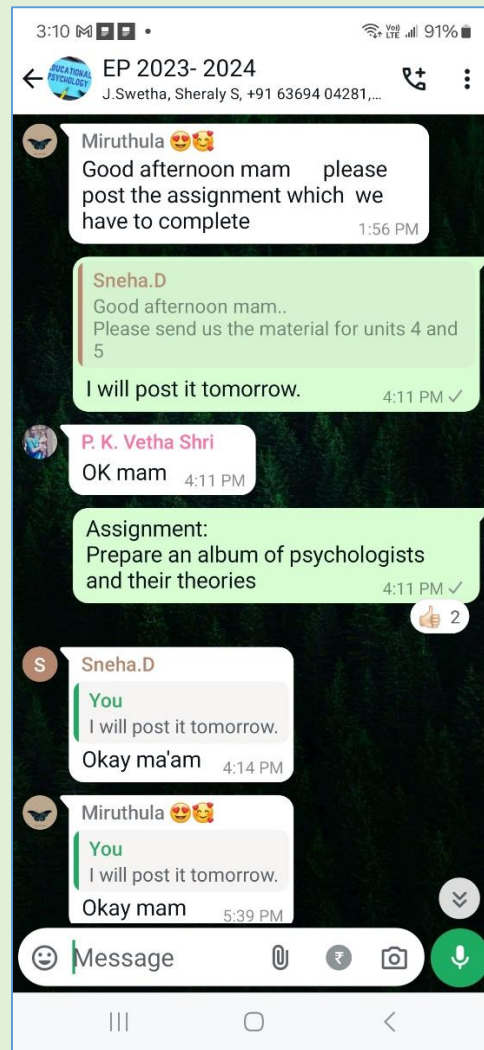 3:10
VoD LTE
91%
EDUCATIONAL PSYCHOLOGY
EP 2023- 2024
J.Swetha, Sheraly S, +91 63694 04281,...
Miruthula 😍🥰
Good afternoon mam please
post the assignment which we
have to complete
1:56 PM
Sneha.D
Good afternoon mam..
Please send us the material for units 4 and
5
I will post it tomorrow.
4:11 PM
P. K. Vetha Shri
OK mam
4:11 PM
Assignment:
Prepare an album of psychologists
and their theories
4:11 PM
👍🏻 2
S
Sneha.D
You
I will post it tomorrow.
Okay ma'am
4:14 PM
Miruthula 😍🥰
You
I will post it tomorrow.
Okay mam
5:39 PM
Message
₹